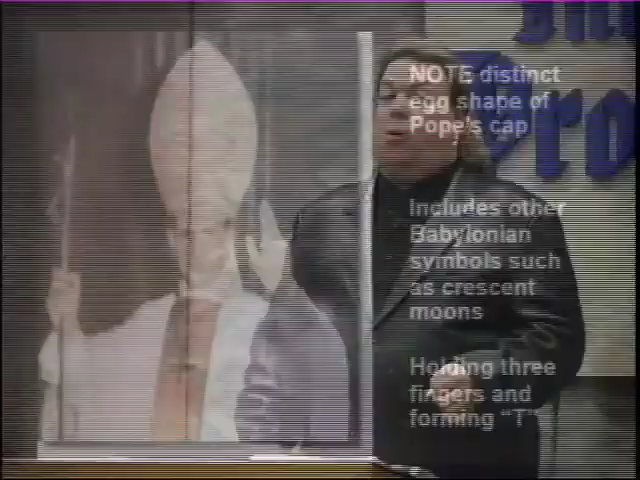 NOTE distinct
egg shape of
Pope's cap
Includes other
Babylonian
symbols such
as crescent
moons
Holding three
fingers and
forming “T”